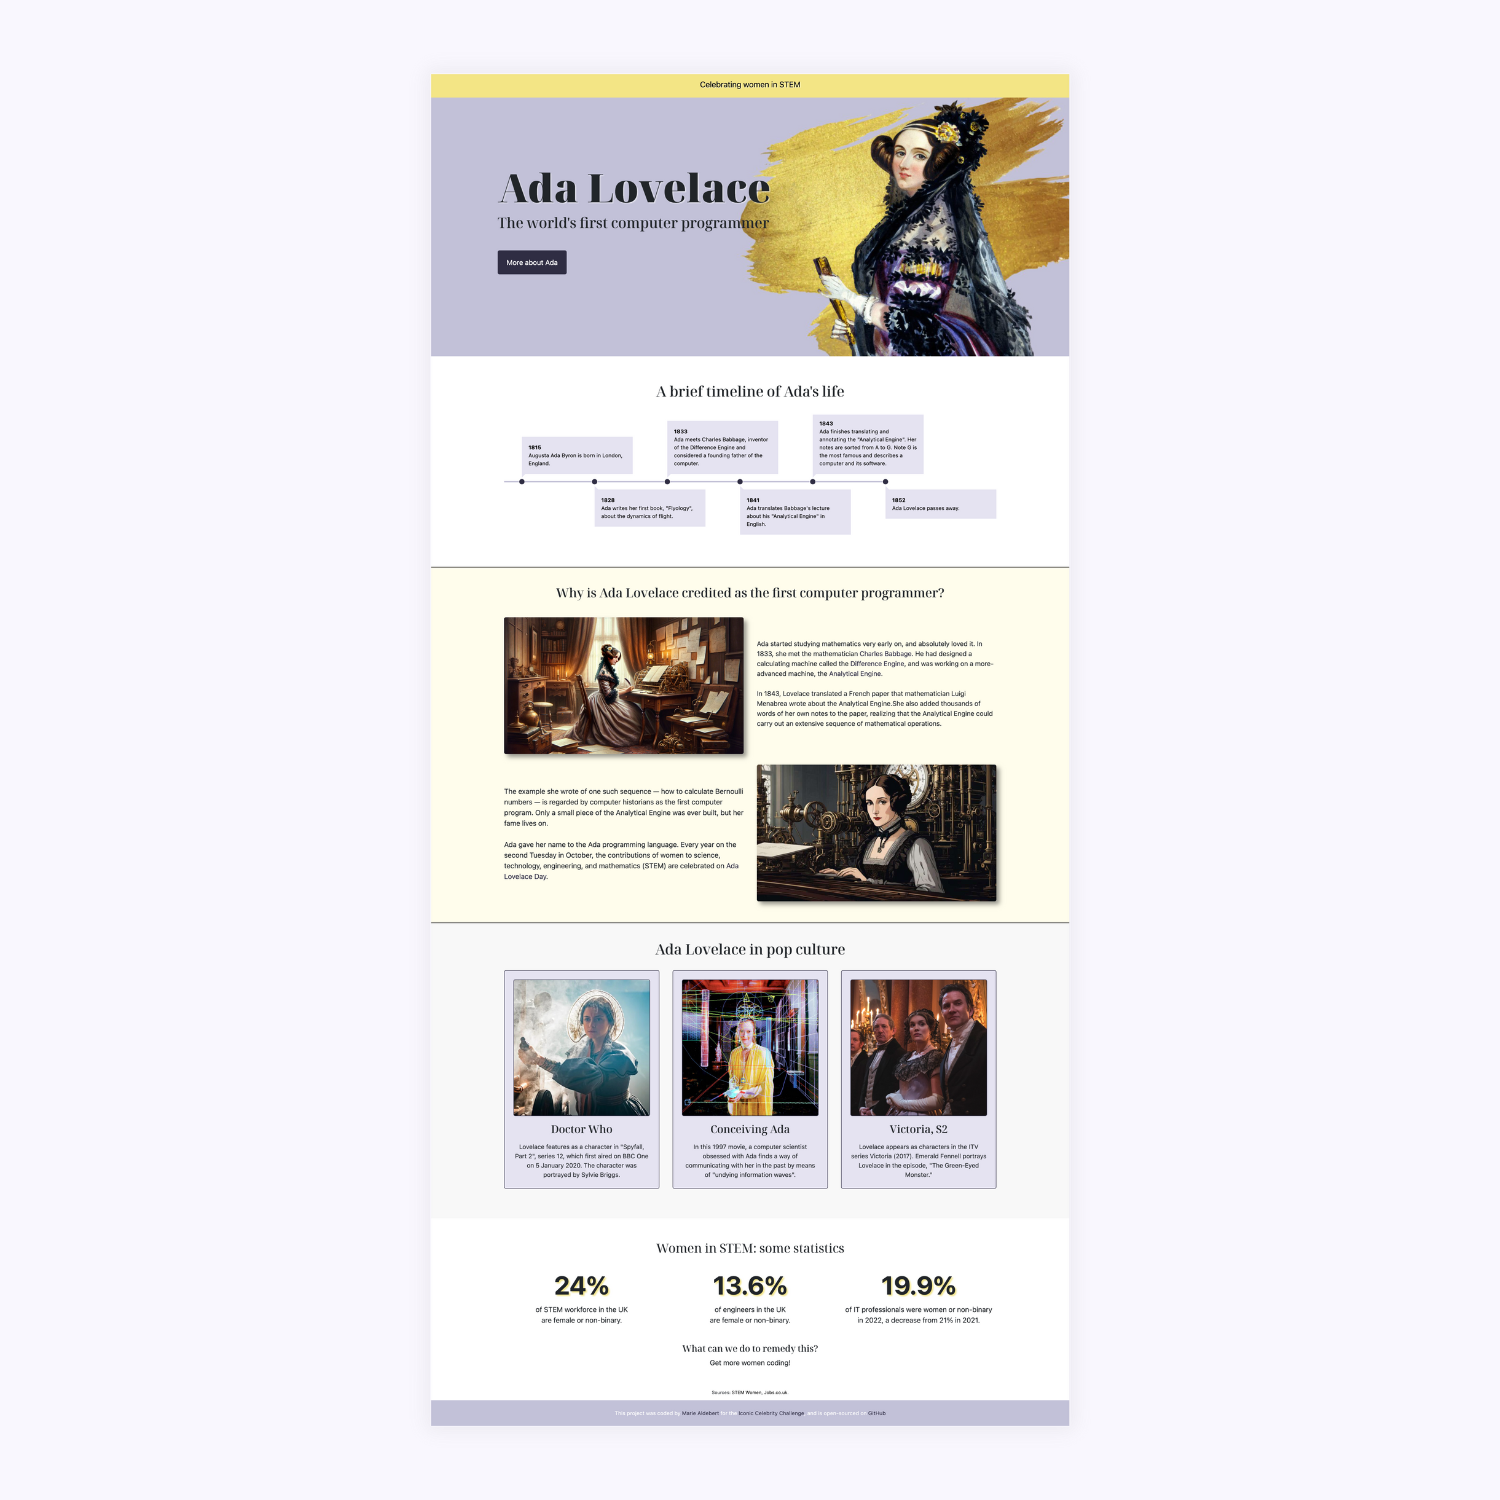 Celebrating women in STEM
Ada Lovelace
The world's first computer programmer
More about Ada
A brief timeline of Ada's life
1815
Augusta Ada Byron is born in London,
England.
1828
Ada writes her first book, "Flyology",
about the dynamics of flight.
1833
Ada meets Charles Babbage, inventor
of the Difference Engine and
considered a founding father of the
computer.
1841
Ada translates Babbage's lecture
about his "Analytical Engine" in
English.
1843
Ada finishes translating and
annotating the "Analytical Engine". Her
notes are sorted from A to G. Note G is
the most famous and describes a
computer and its software.
1852
Ada Lovelace passes away.
Why is Ada Lovelace credited as the first computer programmer?
Ada started studying mathematics very early on, and absolutely loved it. In
1833, she met the mathematician Charles Babbage. He had designed a
calculating machine called the Difference Engine, and was working on a more-
advanced machine, the Analytical Engine.
In 1843, Lovelace translated a French paper that mathematician Luigi
Menabrea wrote about the Analytical Engine.She also added thousands of
words of her own notes to the paper, realizing that the Analytical Engine could
carry out an extensive sequence of mathematical operations.
The example she wrote of one such sequence — how to calculate Bernoulli
numbers — is regarded by computer historians as the first computer
program. Only a small piece of the Analytical Engine was ever built, but her
fame lives on.
Ada gave her name to the Ada programming language. Every year on the
second Tuesday in October, the contributions of women to science,
technology, engineering, and mathematics (STEM) are celebrated on Ada
Lovelace Day.
Ada Lovelace in pop culture
Doctor Who
Lovelace features as a character in "Spyfall,
Part 2", series 12, which first aired on BBC One
on 5 January 2020. The character was
portrayed by Sylvie Briggs.
Conceiving Ada
In this 1997 movie, a computer scientist
obsessed with Ada finds a way of
communicating with her in the past by means
of "undying information waves".
Victoria, S2
Lovelace appears as characters in the ITV
series Victoria (2017). Emerald Fennell portrays
Lovelace in the episode, "The Green-Eyed
Monster."
Women in STEM: some statistics
24%
of STEM workforce in the UK
are female or non-binary.
13.6%
of engineers in the UK
are female or non-binary.
19.9%
of IT professionals were women or non-binary
in 2022, a decrease from 21% in 2021.
What can we do to remedy this?
Get more women coding!
Sources: STEM Women, Jobs.co.uk
This project was coded by Marie Aldebert for the Iconic Celebrity Challenge, and is open-sourced on GitHub